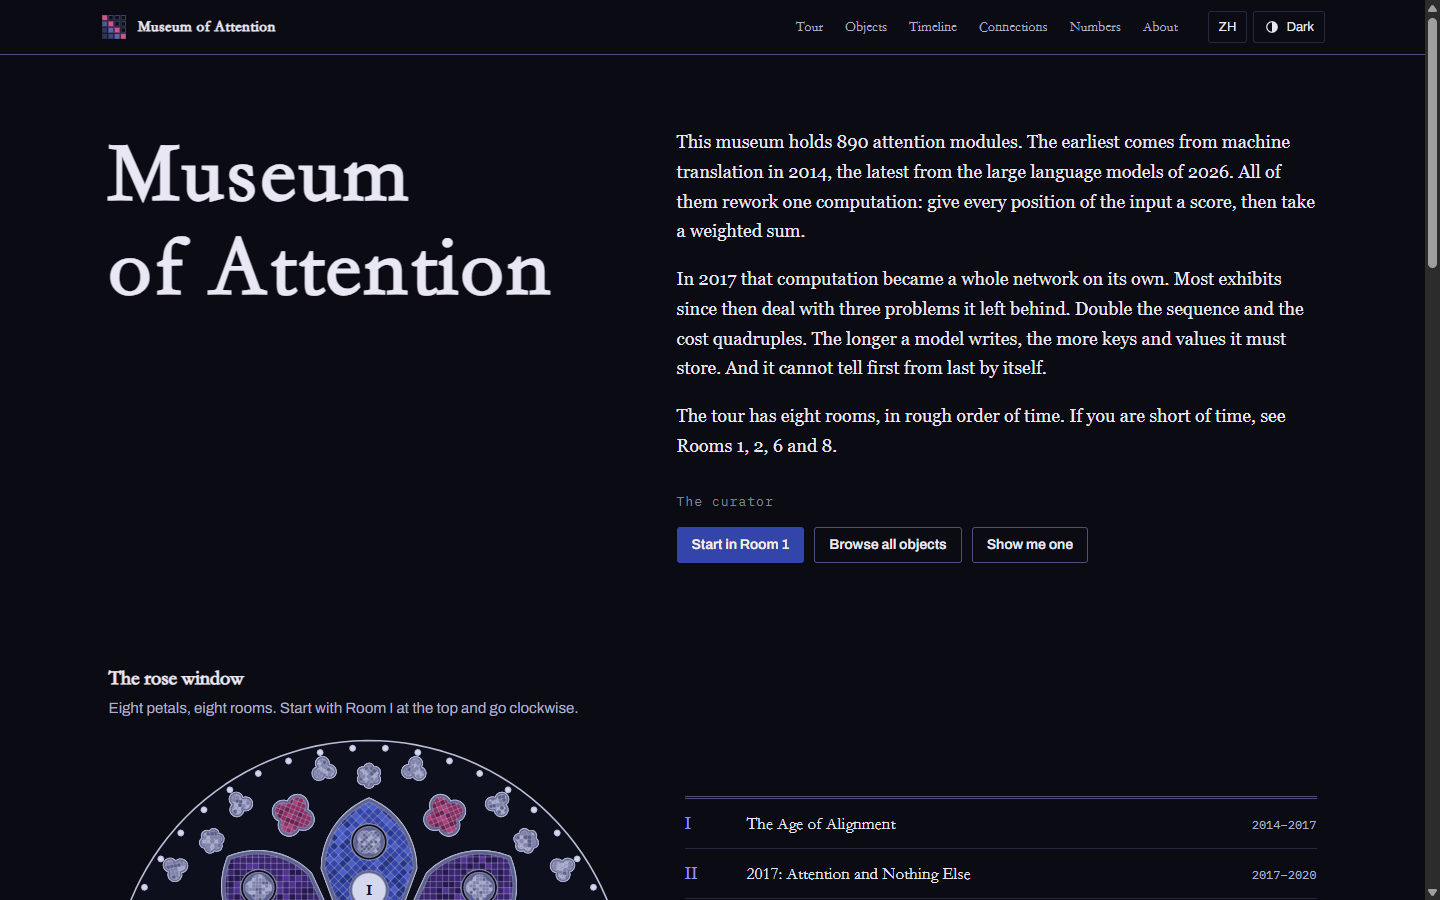 Museum of Attention
Tour
Objects
Timeline
Connections
Numbers
About
ZH
Dark
Museum
of Attention
This museum holds 890 attention modules. The earliest comes from machine
translation in 2014, the latest from the large language models of 2026. All of
them rework one computation: give every position of the input a score, then take
a weighted sum.
In 2017 that computation became a whole network on its own. Most exhibits
since then deal with three problems it left behind. Double the sequence and the
cost quadruples. The longer a model writes, the more keys and values it must
store. And it cannot tell first from last by itself.
The tour has eight rooms, in rough order of time. If you are short of time, see
Rooms 1, 2, 6 and 8.
The curator
Start in Room 1
Browse all objects
Show me one
The rose window
Eight petals, eight rooms. Start with Room I at the top and go clockwise.
I
I The Age of Alignment 2014–2017
II 2017: Attention and Nothing Else 2017–2020